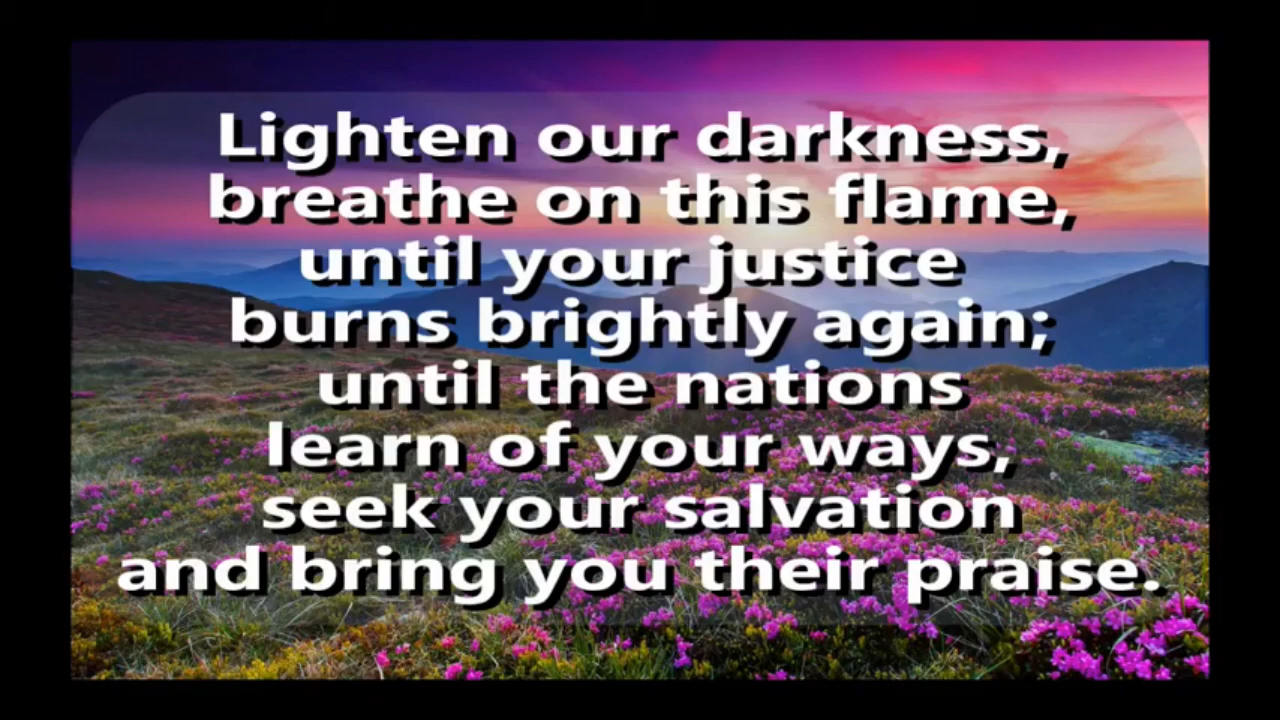 Lighten our darkness,
breathe on this flame,
until your justice
burns brightly again;
until the nations
learn of your ways,
seek your salvation
and bring you their praise.